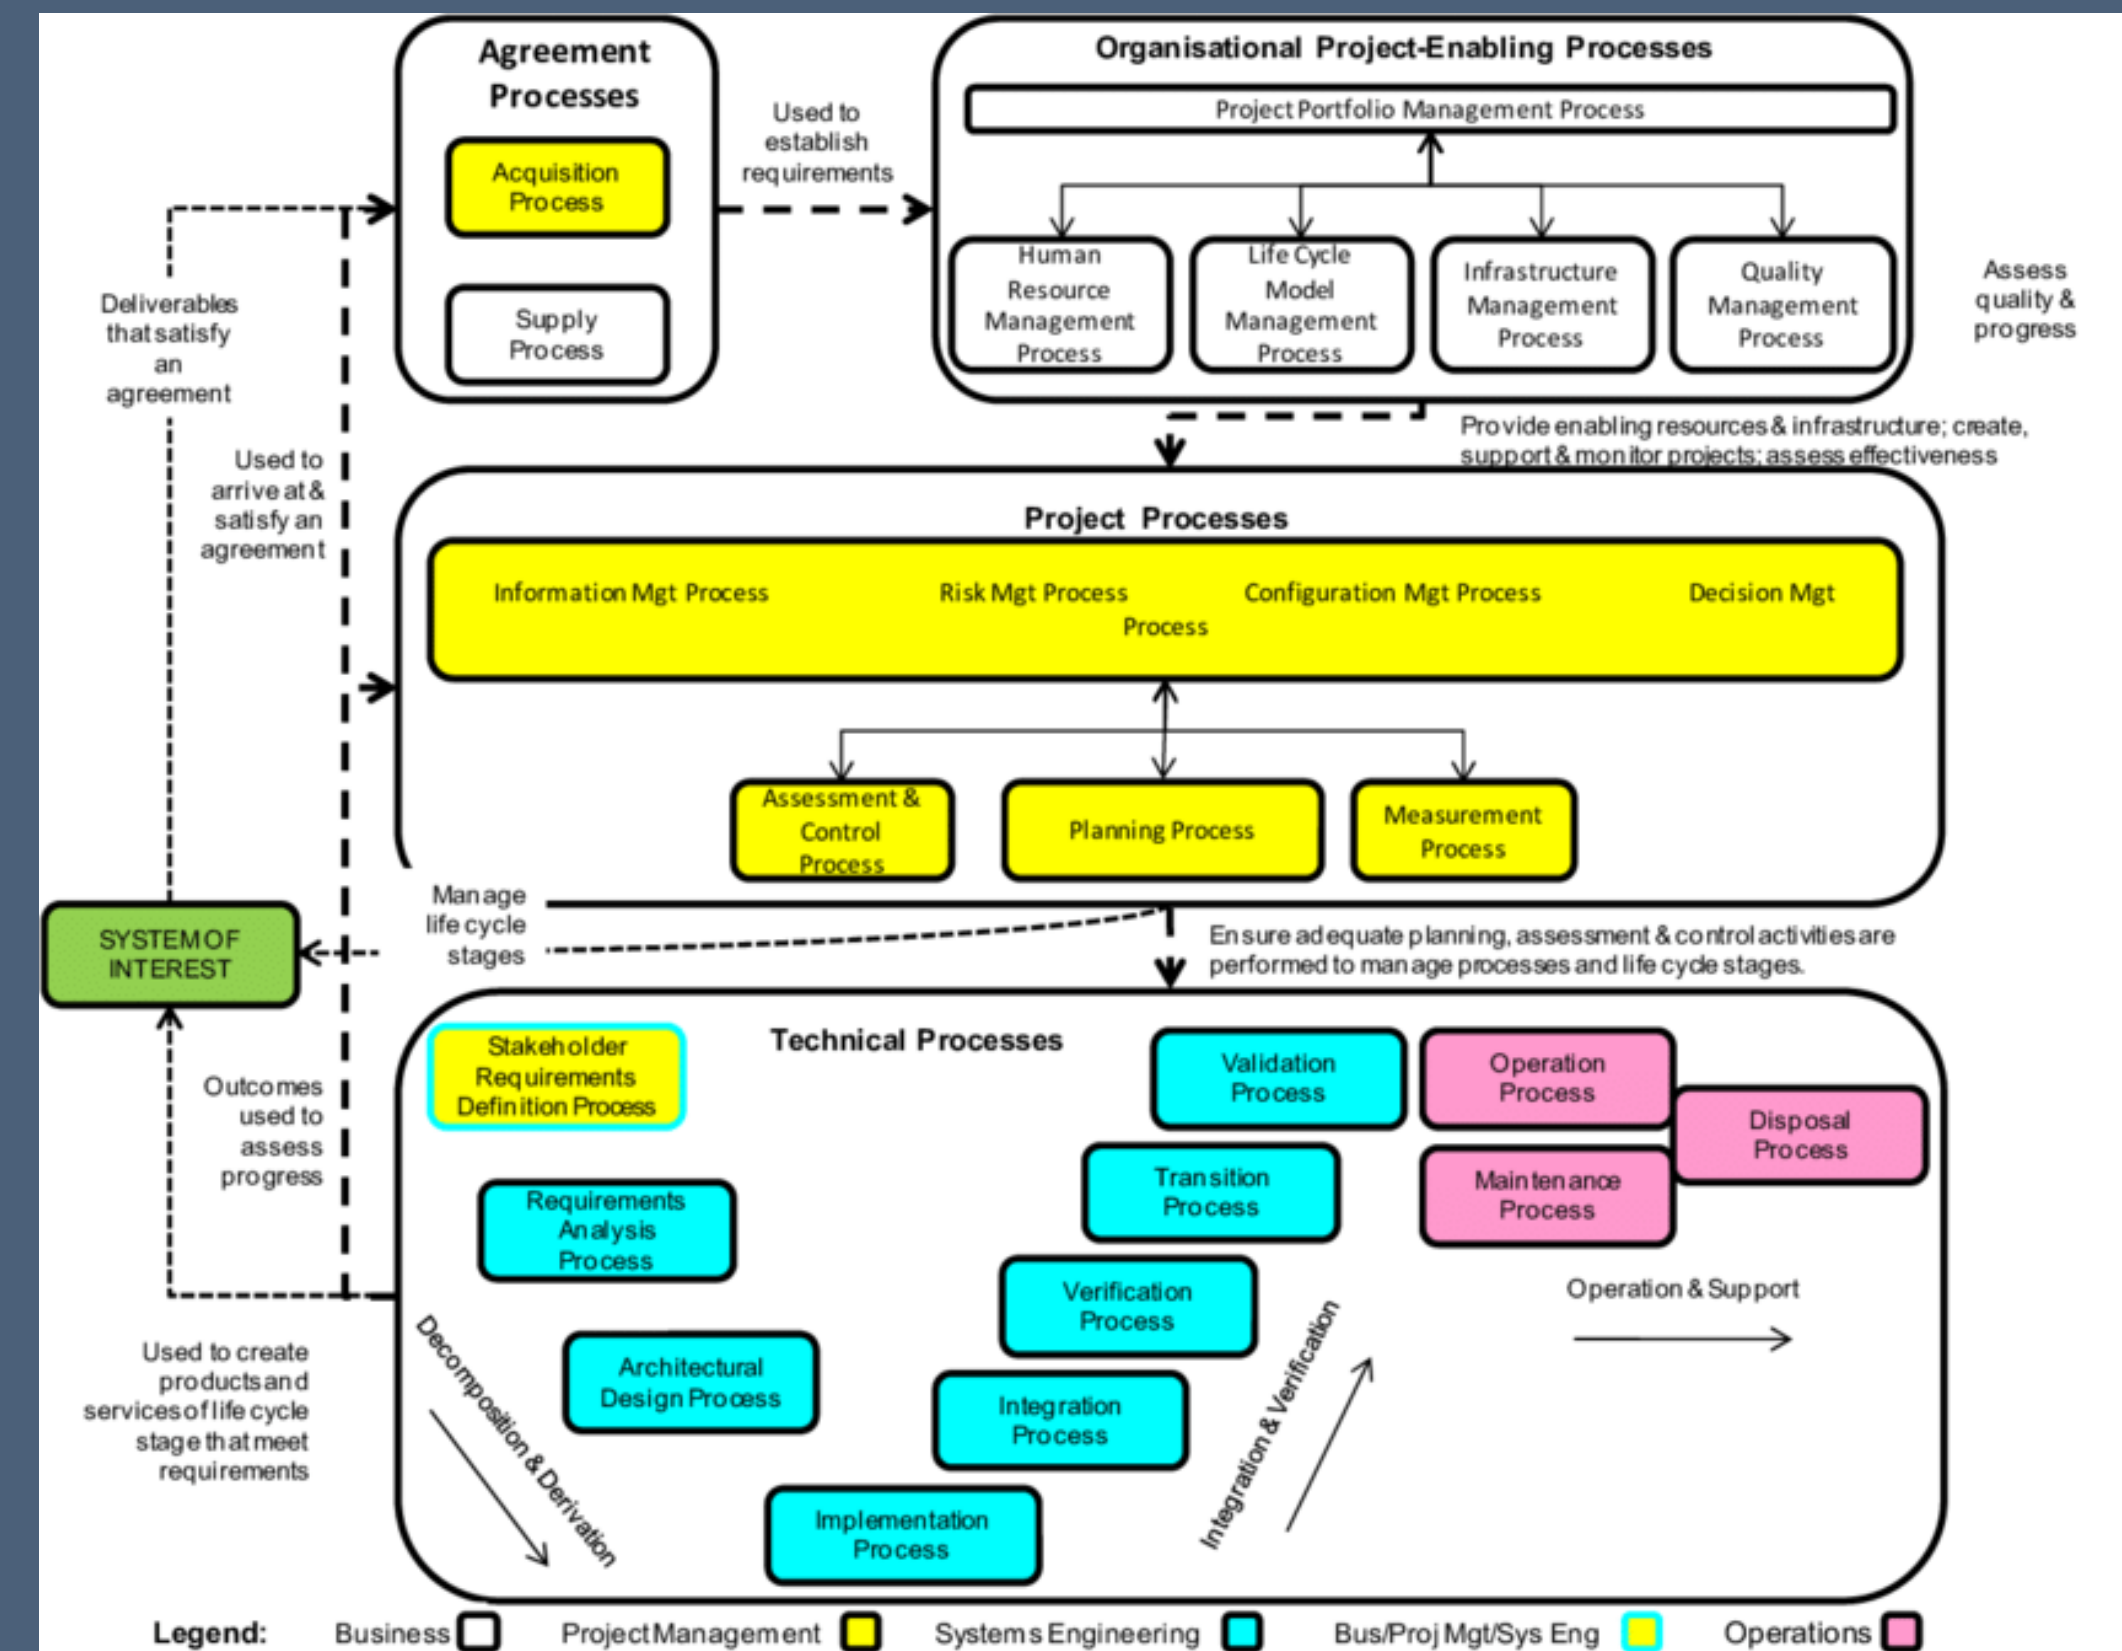 Agreement
Processes
Acquisition
Process
Supply
Process
Used to
establish
requirements
Organisational Project-Enabling Processes
Project Portfolio Management Process
Human
Resource
Management
Process
Life Cycle
Model
Management
Process
Infrastructure
Management
Process
Quality
Management
Process
Assess
quality &
progress
Deliverables
that satisfy
an
agreement
Used to
arrive at &
satisfy an
agreement
Provide enabling resources & infrastructure; create,
support & monitor projects; assess effectiveness
Project Processes
Information Mgt Process Risk Mgt Process Configuration Mgt Process Decision Mgt
Process
Assessment &
Control
Process
Planning Process
Measurement
Process
Manage
life cycle
stages
SYSTEM OF
INTEREST
Ensure adequate planning, assessment & control activities are
performed to manage processes and life cycle stages.
Technical Processes
Stakeholder
Requirements
Definition Process
Validation
Process
Operation
Process
Disposal
Process
Outcomes
used to
assess
progress
Transition
Process
Maintenance
Process
Requirements
Analysis
Process
Verification
Process
Operation & Support
Used to create
products and
services of life cycle
stage that meet
requirements
Decomposition & Derivation
Architectural
Design Process
Integration
Process
Integration & Verification
Implementation
Process
Legend: Business Project Management Systems Engineering Bus/Proj Mgt/Sys Eng Operations